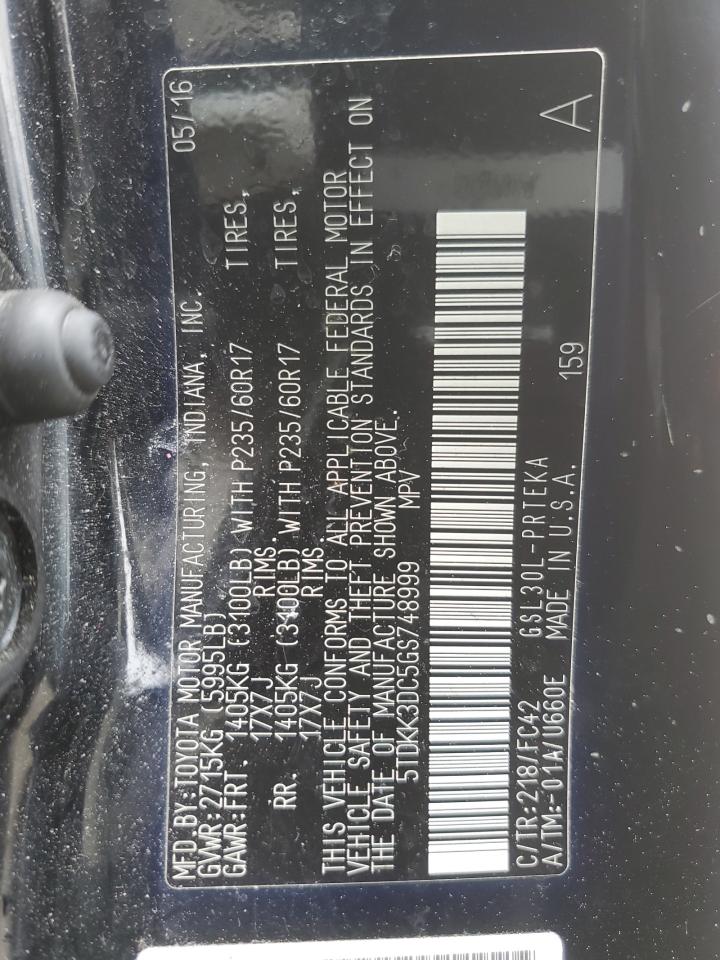 MFD.BY:TOYOTA MOTOR MANUFACTURING, INDIANA, INC. 05/16
GVWR:2715KG (5995LB)
GAWR:FRT. 1405KG (3100LB) WITH P235/60R17 TIRES,
17X7J RIMS.
RR. 1405KG (3100LB) WITH P235/60R17 TIRES,
17X7J RIMS.
THIS VEHICLE CONFORMS TO ALL APPLICABLE FEDERAL MOTOR
VEHICLE SAFETY AND THEFT PREVENTION STANDARDS IN EFFECT ON
THE DATE OF MANUFACTURE SHOWN ABOVE.
5TDKK3DC5GS748999 MPV
C/TR:218/FC42 GSL30L-PRTEKA 159 A
A/TM:-01A/U660E MADE IN U.S.A.